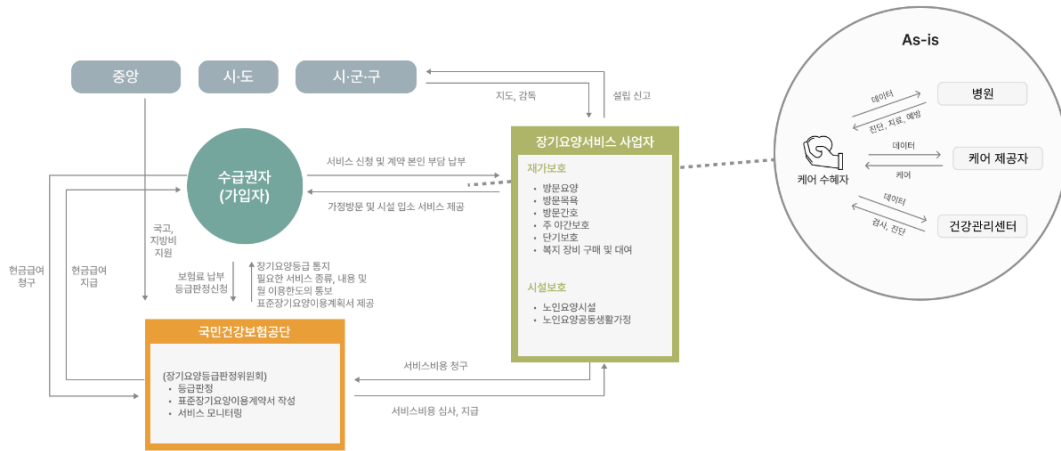 As-is
중앙
시·도
시·군·구
지도, 감독
설립 신고
데이터
병원
진단, 치료, 예방
케어 수혜자
데이터
케어 제공자
케어
데이터
건강관리센터
검사, 진단
장기요양서비스 사업자
재가보호
• 방문요양
• 방문목욕
• 방문간호
• 주 야간보호
• 단기보호
• 복지 장비 구매 및 대여
시설보호
• 노인요양시설
• 노인요양공동생활가정
수급권자
(가입자)
서비스 신청 및 계약 본인 부담 납부
가정방문 및 시설 입소 서비스 제공
국고,
지방비
지원
현금급여
청구
현금급여
지급
보험료 납부
등급판정신청
장기요양등급 통지
필요한 서비스 종류, 내용 및
월 이용한도의 통보
표준장기요양이용계획서 제공
국민건강보험공단
(장기요양등급판정위원회)
• 등급판정
• 표준장기요양이용계약서 작성
• 서비스 모니터링
서비스비용 청구
서비스비용 심사, 지급